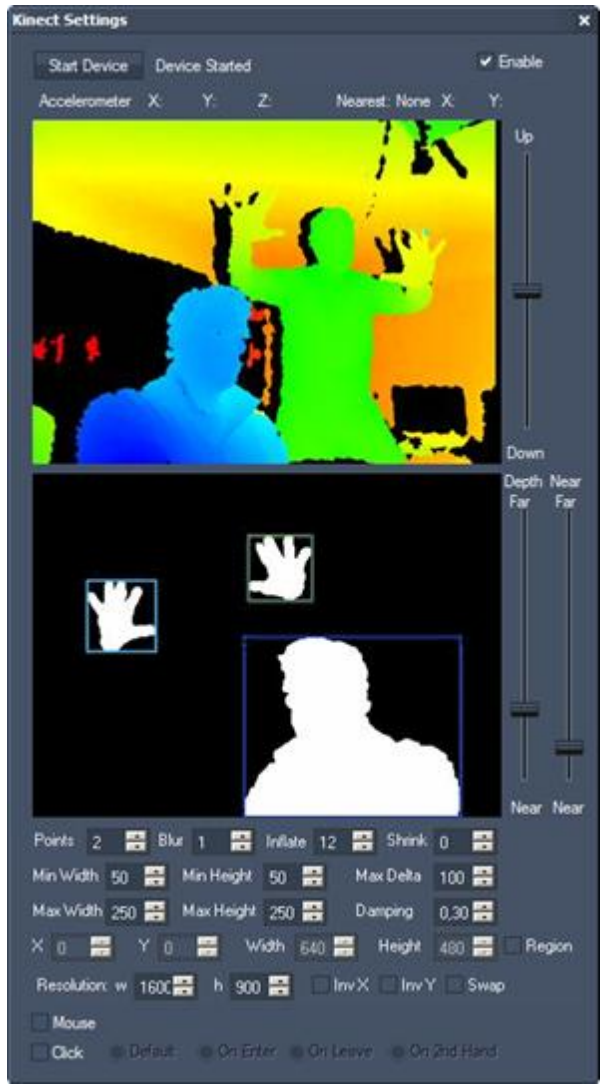 Kinect Settings
Start Device Device Started Enable
Accelerometer X: Y: Z: Nearest: None X: Y:
Up
Down
Depth Near
Far Far
Near Near
Points 2 Blur 1 Inflate 12 Shrink 0
Min Width 50 Min Height 50 Max Delta 100
Max Width 250 Max Height 250 Damping 0,30
X 0 Y 0 Width 640 Height 480 Region
Resolution: w 1600 h 900 Inv X Inv Y Swap
Mouse
Click Default On Enter On Leave On 2nd Hand